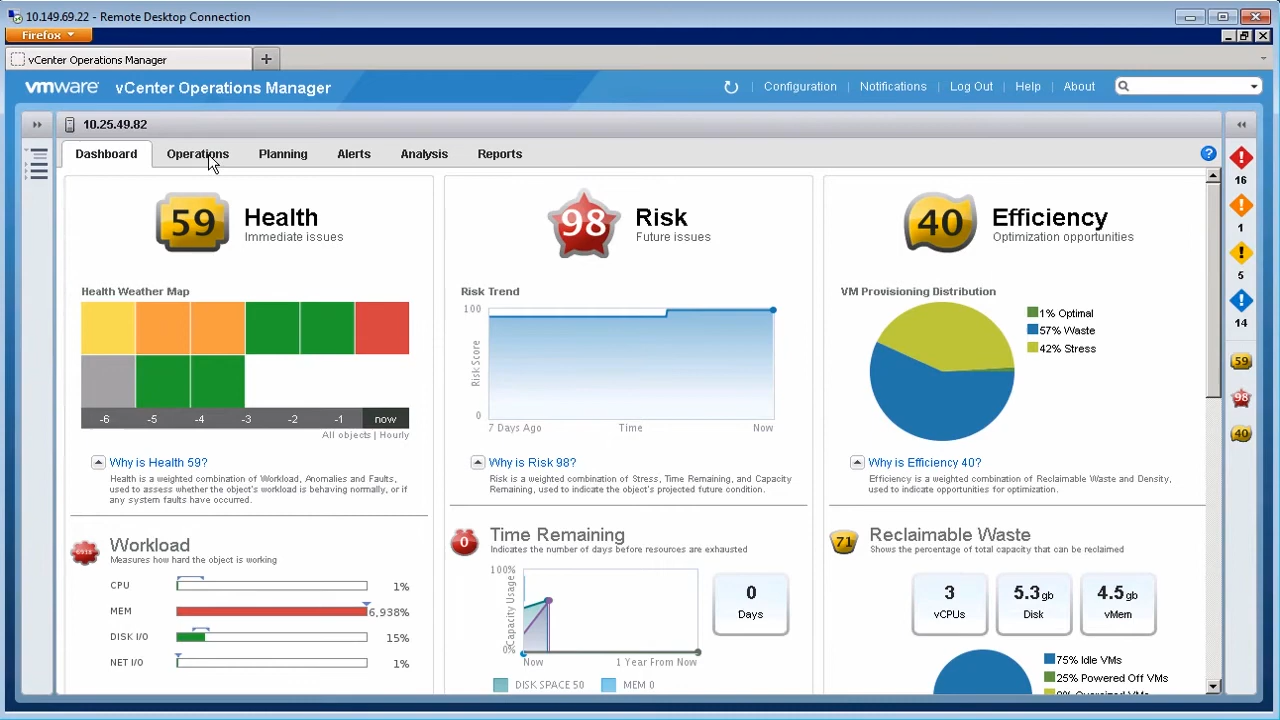 10.149.69.22 - Remote Desktop Connection
Firefox
vCenter Operations Manager
vmware vCenter Operations Manager
Configuration Notifications Log Out Help About
10.25.49.82
Dashboard Operations Planning Alerts Analysis Reports
59 Health
Immediate issues
Health Weather Map
-6 -5 -4 -3 -2 -1 now
All objects | Hourly
Why is Health 59?
Health is a weighted combination of Workload, Anomalies and Faults,
used to assess whether the object's workload is behaving normally, or if
any system faults have occurred.
Workload
Measures how hard the object is working
CPU 1%
MEM 6,938%
DISK I/O 15%
NET I/O 1%
98 Risk
Future issues
Risk Trend
100
Risk Score
0
7 Days Ago Time Now
Why is Risk 98?
Risk is a weighted combination of Stress, Time Remaining, and Capacity
Remaining, used to indicate the object's projected future condition.
0 Time Remaining
Indicates the number of days before resources are exhausted
100%
Capacity Usage
0%
Now 1 Year From Now
0
Days
DISK SPACE 50 MEM 0
40 Efficiency
Optimization opportunities
VM Provisioning Distribution
1% Optimal
57% Waste
42% Stress
Why is Efficiency 40?
Efficiency is a weighted combination of Reclaimable Waste and Density,
used to indicate opportunities for optimization.
71 Reclaimable Waste
Shows the percentage of total capacity that can be reclaimed
3
vCPUs
5.3gb
Disk
4.5gb
vMem
75% Idle VMs
25% Powered Off VMs
16
1
5
14
59
98
40